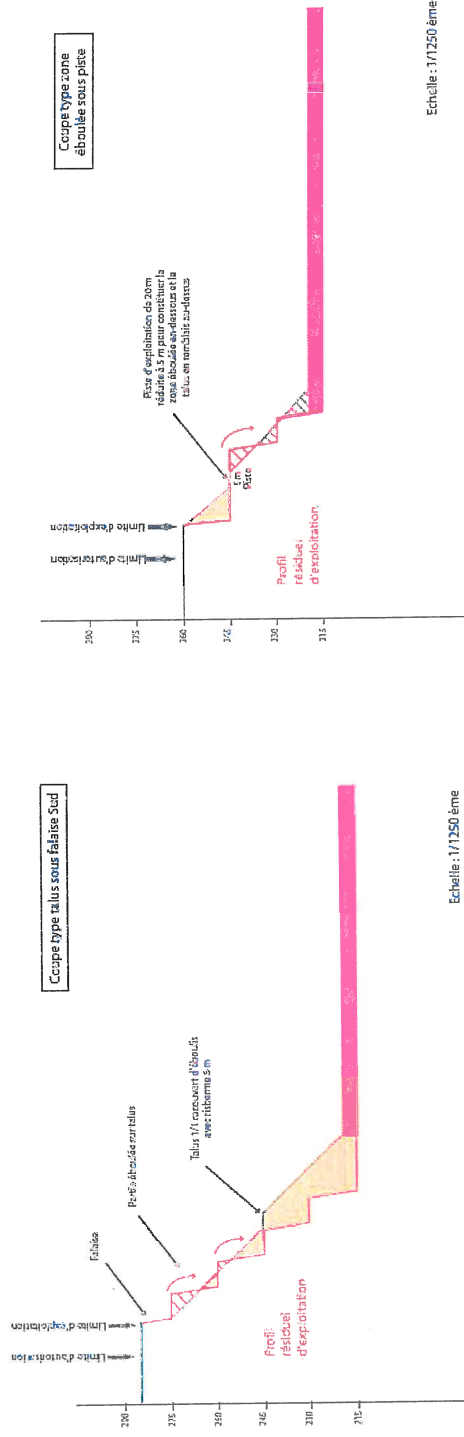 Coupe type talus sous falaise Sud
Limite d'autorisation
Limite d'exploitation
Falaise
Partie éboulée sur talus
Talus 1/1 recouvert d'éboulis
avec risberme 5 m
Profil
résiduel
d'exploitation
275
260
245
230
215
Echelle : 1/1250 ème
Coupe type zone
éboulée sous piste
Limite d'autorisation
Limite d'exploitation
Piste d'exploitation de 20 m
réduite à 5 m pour constituer la
zone éboulée en-dessous et le
talus en remblais au-dessus
5 m
Piste
Profil
résiduel
d'exploitation
290
275
260
245
230
215
Echelle : 1/1250 ème